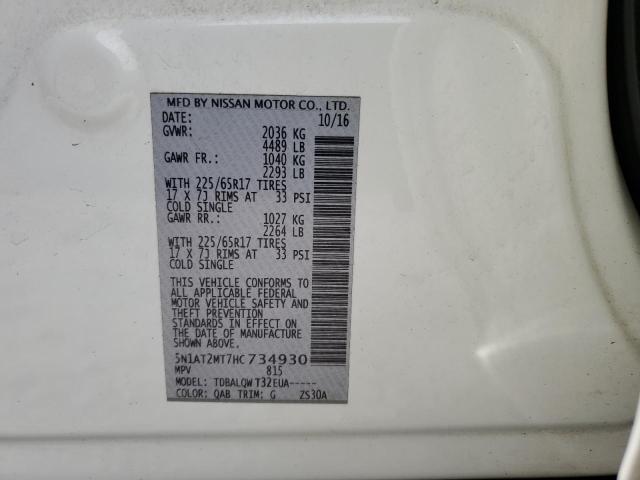 MFD BY NISSAN MOTOR CO., LTD.
DATE: 10/16
GVWR: 2036 KG
4489 LB
GAWR FR.: 1040 KG
2293 LB
WITH 225/65R17 TIRES
17 X 7J RIMS AT 33 PSI
COLD SINGLE
GAWR RR.: 1027 KG
2264 LB
WITH 225/65R17 TIRES
17 X 7J RIMS AT 33 PSI
COLD SINGLE
THIS VEHICLE CONFORMS TO
ALL APPLICABLE FEDERAL
MOTOR VEHICLE SAFETY AND
THEFT PREVENTION
STANDARDS IN EFFECT ON
THE DATE OF MANUFACTURE
SHOWN ABOVE.
5N1AT2MT7HC734930
MPV 815
MODEL: TDBALQWT32EUA-----
COLOR: QAB TRIM: G ZS30A